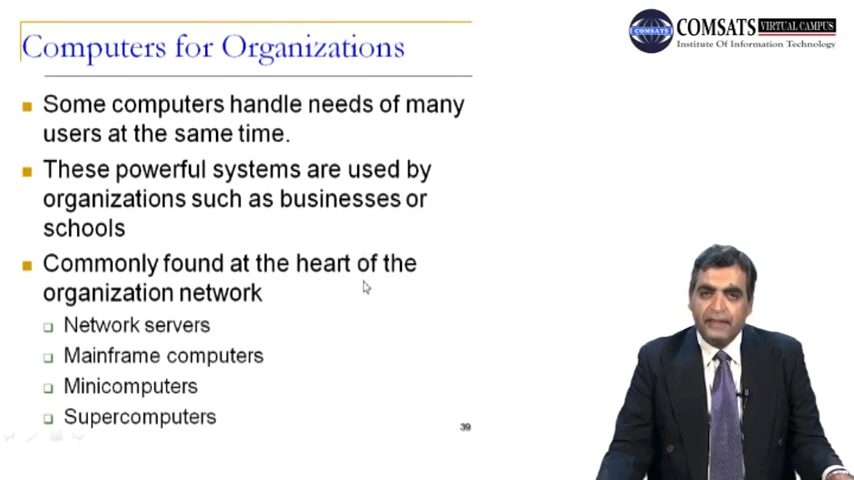 Computers for Organizations
COMSATS VIRTUAL CAMPUS
Institute Of Information Technology
COMSATS
Some computers handle needs of many
users at the same time.
These powerful systems are used by
organizations such as businesses or
schools
Commonly found at the heart of the
organization network
Network servers
Mainframe computers
Minicomputers
Supercomputers
39